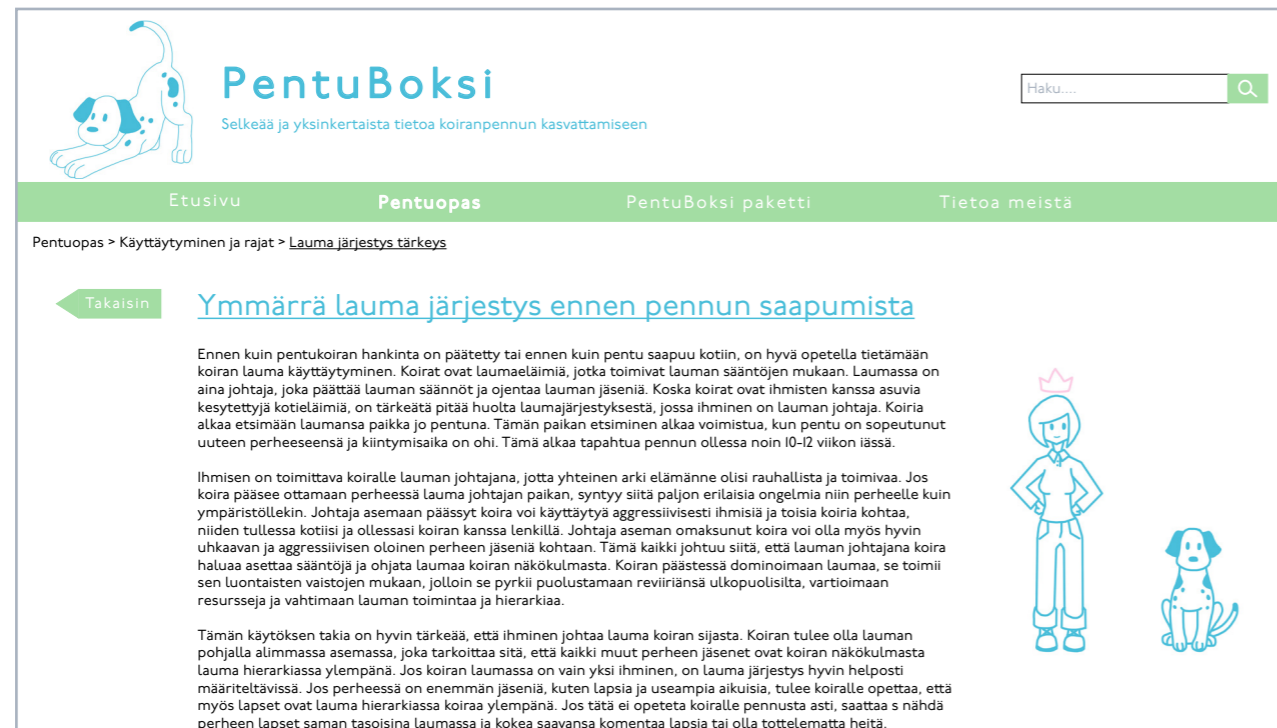 PentuBoksi
Selkeää ja yksinkertaista tietoa koiranpennun kasvattamiseen
Haku....
Etusivu
Pentuopas
PentuBoksi paketti
Tietoa meistä
Pentuopas > Käyttäytyminen ja rajat > Lauma järjestys tärkeys
Takaisin
Ymmärrä lauma järjestys ennen pennun saapumista
Ennen kuin pentukoiran hankinta on päätetty tai ennen kuin pentu saapuu kotiin, on hyvä opetella tietämään
koiran lauma käyttäytyminen. Koirat ovat laumaeläimiä, jotka toimivat lauman sääntöjen mukaan. Laumassa on
aina johtaja, joka päättää lauman säännöt ja ojentaa lauman jäseniä. Koska koirat ovat ihmisten kanssa asuvia
kesytettyjä kotieläimiä, on tärkeätä pitää huolta laumajärjestyksestä, jossa ihminen on lauman johtaja. Koiria
alkaa etsimään laumansa paikka jo pentuna. Tämän paikan etsiminen alkaa voimistua, kun pentu on sopeutunut
uuteen perheeseensä ja kiintymisaika on ohi. Tämä alkaa tapahtua pennun ollessa noin 10-12 viikon iässä.
Ihmisen on toimittava koiralle lauman johtajana, jotta yhteinen arki elämänne olisi rauhallista ja toimivaa. Jos
koira pääsee ottamaan perheessä lauma johtajan paikan, syntyy siitä paljon erilaisia ongelmia niin perheelle kuin
ympäristöllekin. Johtaja asemaan päässyt koira voi käyttäytyä aggressiivisesti ihmisiä ja toisia koiria kohtaa,
niiden tullessa kotiisi ja ollessasi koiran kanssa lenkillä. Johtaja aseman omaksunut koira voi olla myös hyvin
uhkaavan ja aggressiivisen oloinen perheen jäseniä kohtaan. Tämä kaikki johtuu siitä, että lauman johtajana koira
haluaa asettaa sääntöjä ja ohjata laumaa koiran näkökulmasta. Koiran päästessä dominoimaan laumaa, se toimii
sen luontaisten vaistojen mukaan, jolloin se pyrkii puolustamaan reviiriänsä ulkopuolisilta, vartioimaan
resursseja ja vahtimaan lauman toimintaa ja hierarkiaa.
Tämän käytöksen takia on hyvin tärkeää, että ihminen johtaa lauma koiran sijasta. Koiran tulee olla lauman
pohjalla alimmassa asemassa, joka tarkoittaa sitä, että kaikki muut perheen jäsenet ovat koiran näkökulmasta
lauma hierarkiassa ylempänä. Jos koiran laumassa on vain yksi ihminen, on lauma järjestys hyvin helposti
määriteltävissä. Jos perheessä on enemmän jäseniä, kuten lapsia ja useampia aikuisia, tulee koiralle opettaa, että
myös lapset ovat lauma hierarkiassa koiraa ylempänä. Jos tätä ei opeteta koiralle pennusta asti, saattaa s nähdä
perheen lapset saman tasoisina laumassa ja kokea saavansa komentaa lapsia tai olla tottelematta heitä.